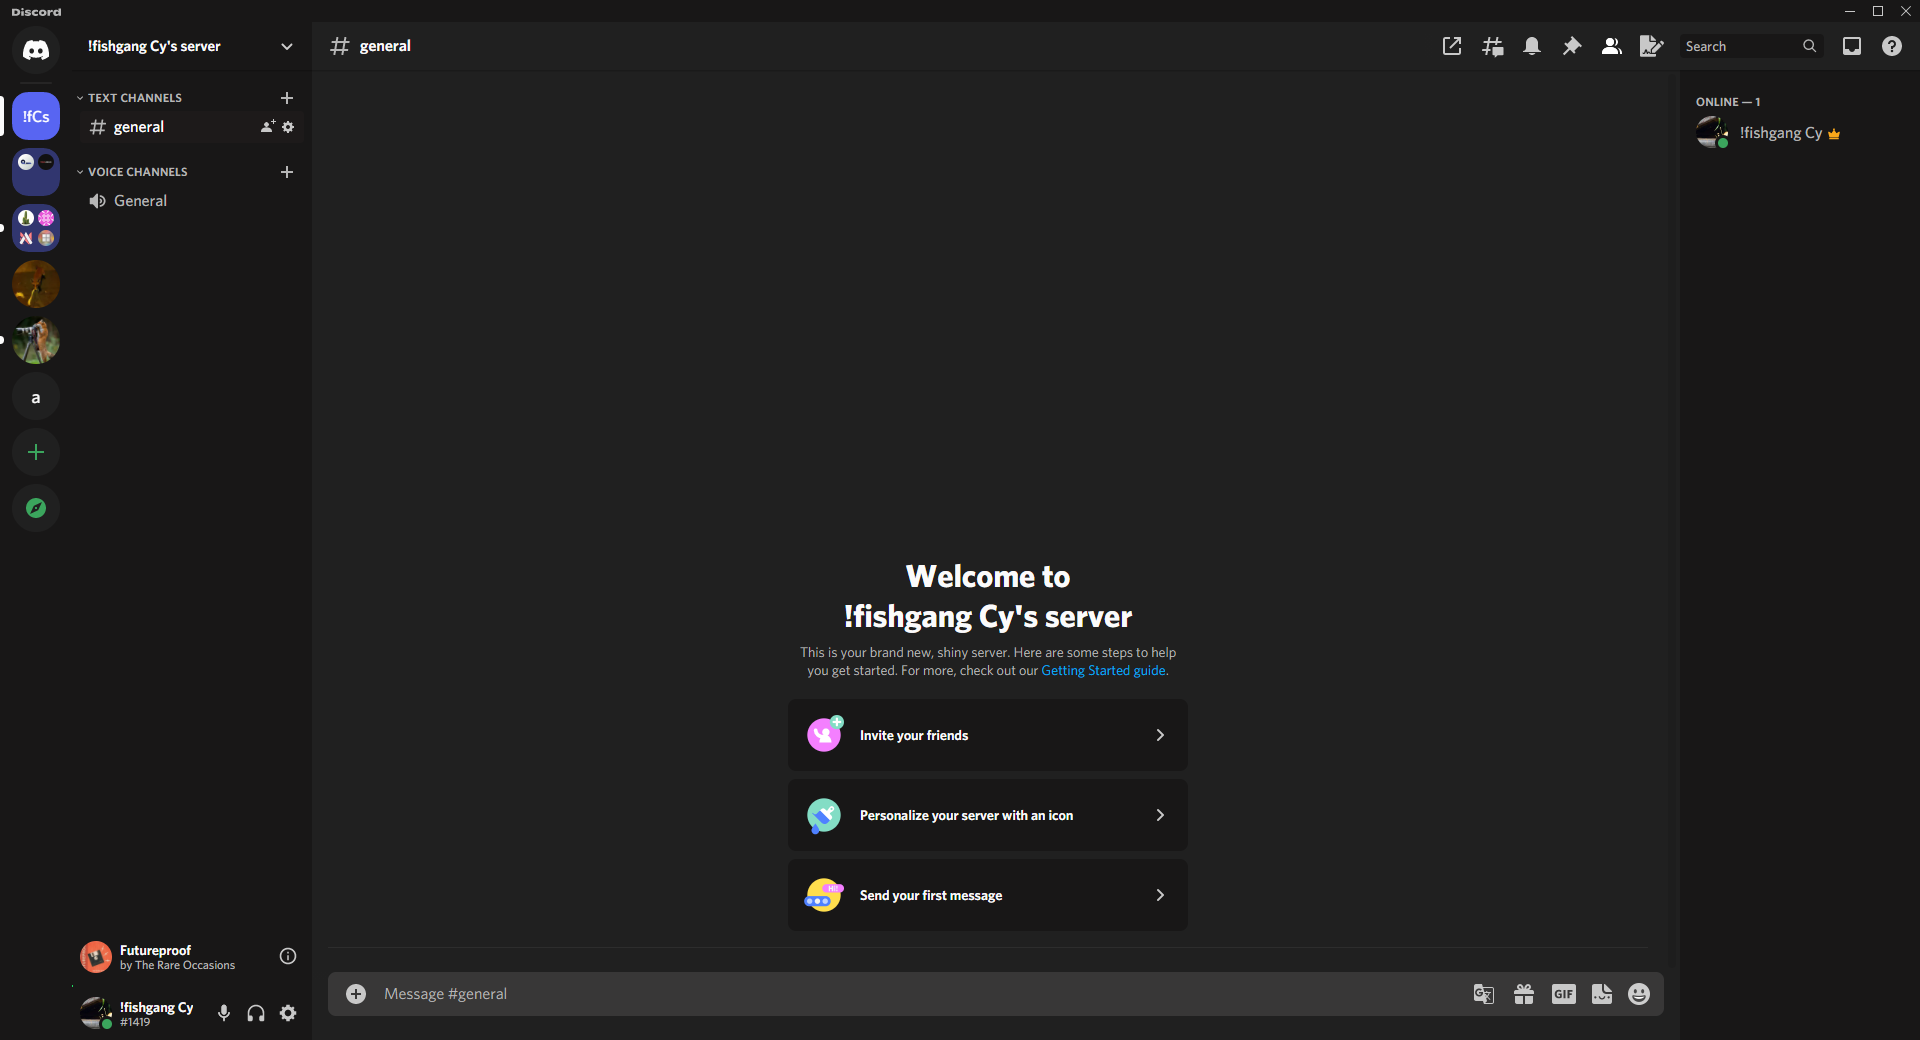 Discord
!fishgang Cy's server
general
Search
TEXT CHANNELS
general
VOICE CHANNELS
General
!fCs
a
ONLINE — 1
!fishgang Cy
Welcome to
!fishgang Cy's server
This is your brand new, shiny server. Here are some steps to help
you get started. For more, check out our Getting Started guide.
Invite your friends
Personalize your server with an icon
Hi!
Send your first message
Futureproof
by The Rare Occasions
!fishgang Cy
#1419
Message #general
GIF